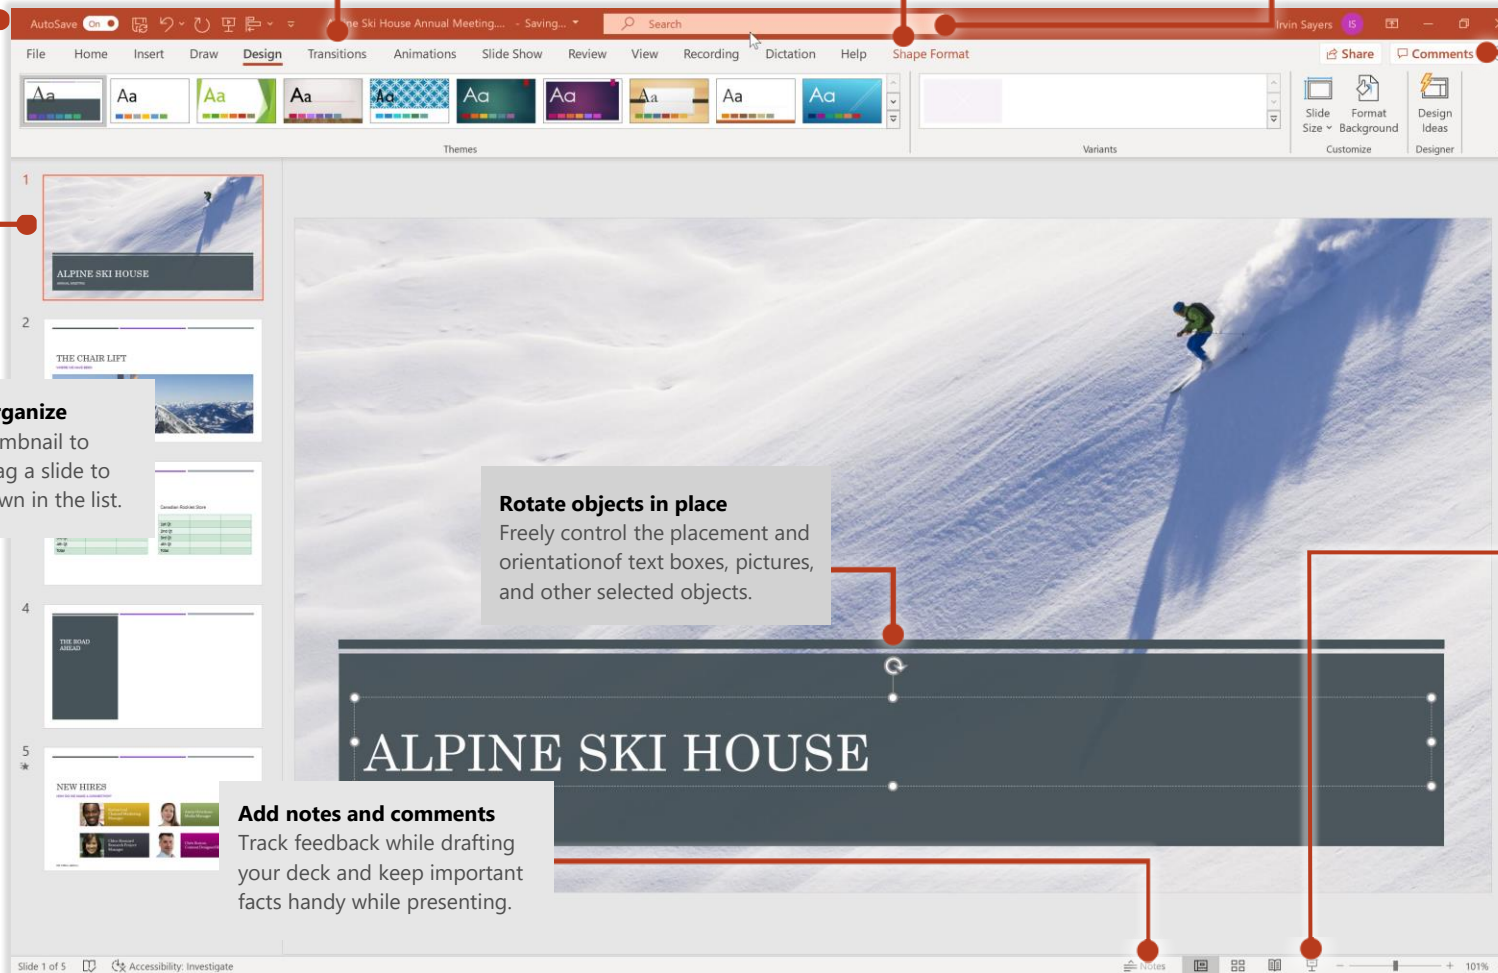 AutoSave On
Ski House Annual Meeting.... - Saving...
Search
Irvin Sayers IS
File Home Insert Draw Design Transitions Animations Slide Show Review View Recording Dictation Help Shape Format
Share Comments
Aa Aa Aa Aa Aa Aa Aa Aa Aa Aa
Slide Size
Format Background
Design Ideas
Themes Variants Customize Designer
1
ALPINE SKI HOUSE
ANNUAL MEETING
2
THE CHAIR LIFT
ganize
mbnail to
ag a slide to
wn in the list.
Canadian Rockies Store
4
THE ROAD
AHEAD
5
NEW HIRES
Rotate objects in place
Freely control the placement and
orientationof text boxes, pictures,
and other selected objects.
ALPINE SKI HOUSE
Add notes and comments
Track feedback while drafting
your deck and keep important
facts handy while presenting.
Slide 1 of 5 Accessibility: Investigate
Notes
101%